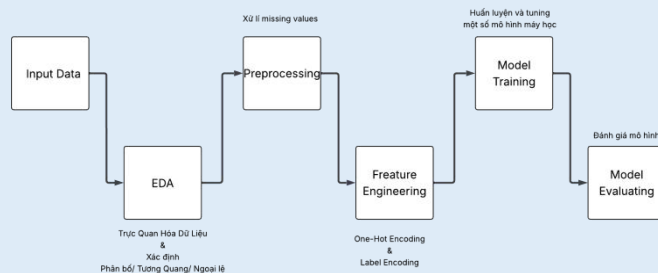 Xử lí missing values
Huấn luyện và tuning
một số mô hình máy học
Input Data
Preprocessing
Model
Training
Đánh giá mô hình
EDA
Freature
Engineering
Model
Evaluating
Trực Quan Hóa Dữ Liệu
&
Xác định
Phân bố/ Tương Quang/ Ngoại lệ
One-Hot Encoding
&
Label Encoding